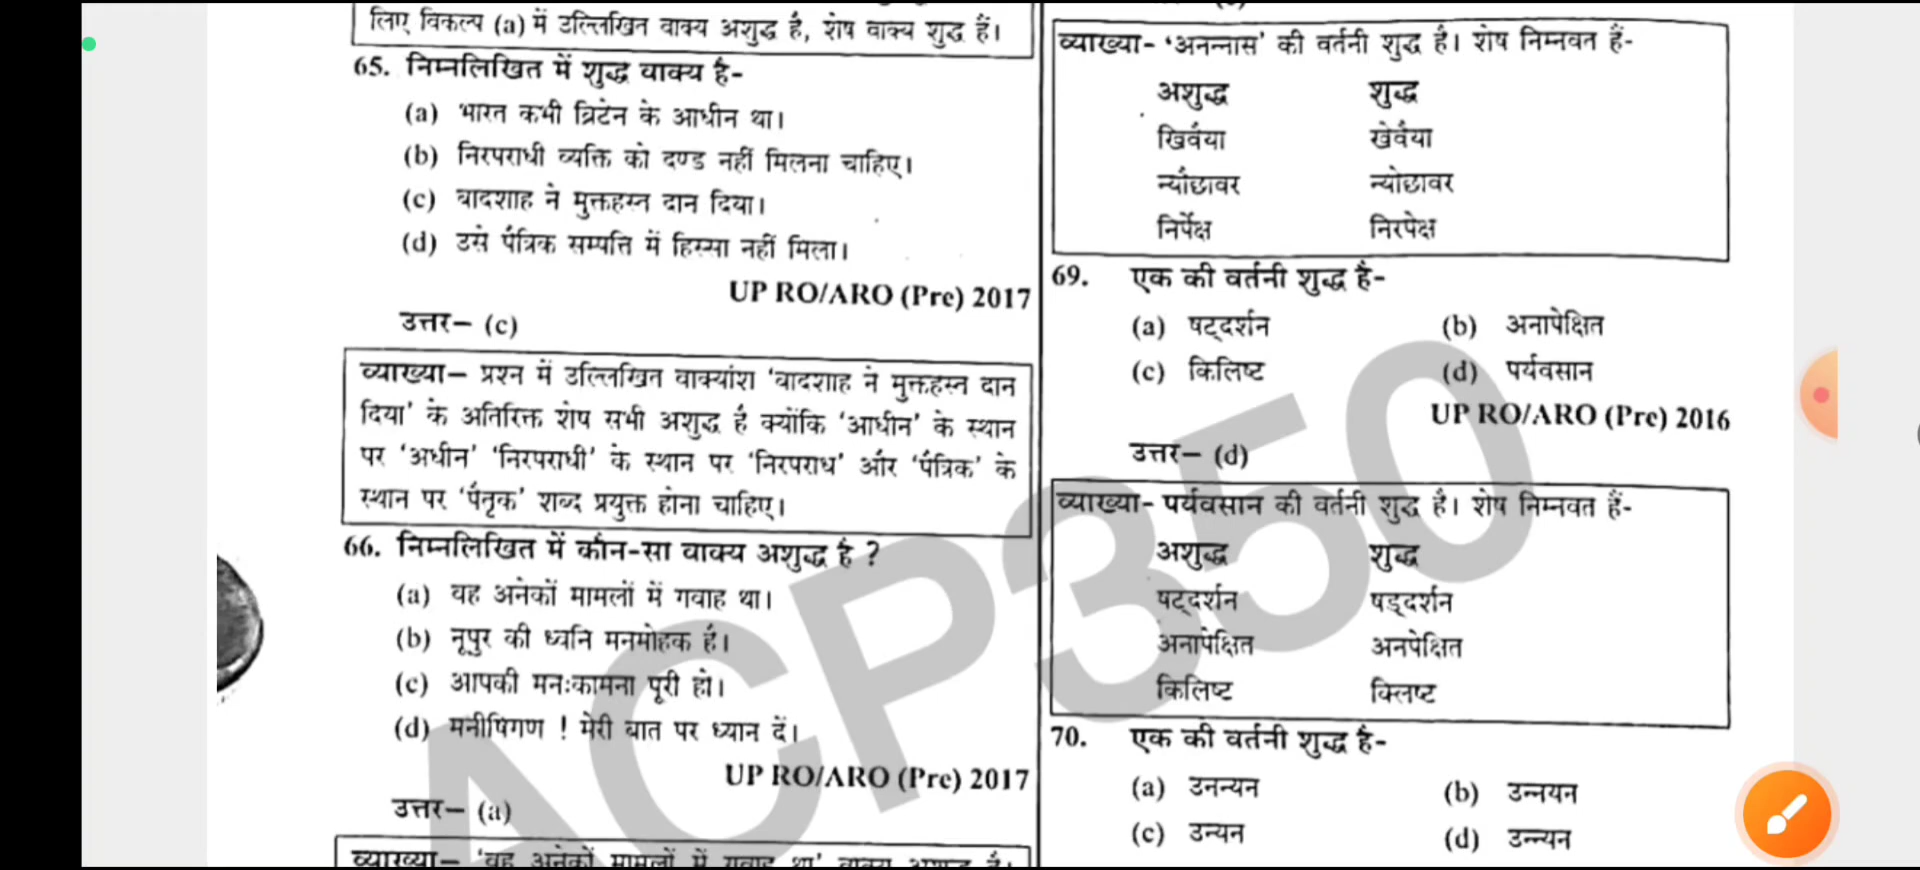 लिए विकल्प (a) में उल्लिखित वाक्य अशुद्ध है, शेष वाक्य शुद्ध हैं।
65. निम्नलिखित में शुद्ध वाक्य है-
(a) भारत कभी ब्रिटेन के आधीन था।
(b) निरपराधी व्यक्ति को दण्ड नहीं मिलना चाहिए।
(c) बादशाह ने मुक्तहस्त दान दिया।
(d) उसे पैत्रिक सम्पत्ति में हिस्सा नहीं मिला।
UP RO/ARO (Pre) 2017
उत्तर– (c)
व्याख्या– प्रश्न में उल्लिखित वाक्यांश 'बादशाह ने मुक्तहस्त दान
दिया' के अतिरिक्त शेष सभी अशुद्ध है क्योंकि 'आधीन' के स्थान
पर 'अधीन' 'निरपराधी' के स्थान पर 'निरपराध' और 'पैत्रिक' के
स्थान पर 'पैतृक' शब्द प्रयुक्त होना चाहिए।
66. निम्नलिखित में कौन-सा वाक्य अशुद्ध है ?
(a) वह अनेकों मामलों में गवाह था।
(b) नूपुर की ध्वनि मनमोहक है।
(c) आपकी मनःकामना पूरी हो।
(d) मनीषिगण ! मेरी बात पर ध्यान दें।
UP RO/ARO (Pre) 2017
उत्तर– (a)
व्याख्या– 'वह अनेकों मामलों में गवाह था' वाक्य अशुद्ध है।
व्याख्या- 'अनन्नास' की वर्तनी शुद्ध है। शेष निम्नवत हैं-
अशुद्ध शुद्ध
खिवैया खेवैया
न्यौछावर न्योछावर
निर्पेक्ष निरपेक्ष
69. एक की वर्तनी शुद्ध है-
(a) षट्दर्शन (b) अनापेक्षित
(c) किलिष्ट (d) पर्यवसान
UP RO/ARO (Pre) 2016
उत्तर– (d)
व्याख्या- पर्यवसान की वर्तनी शुद्ध है। शेष निम्नवत हैं-
अशुद्ध शुद्ध
षट्दर्शन षड्दर्शन
अनापेक्षित अनपेक्षित
किलिष्ट क्लिष्ट
70. एक की वर्तनी शुद्ध है-
(a) उनन्यन (b) उन्नयन
(c) उन्यन (d) उन्न्यन
ACP350